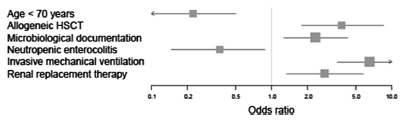 Age < 70 years
Allogeneic HSCT
Microbiological documentation
Neutropenic enterocolitis
Invasive mechanical ventilation
Renal replacement therapy
0.1 0.2 0.5 1.0 2.0 5.0 10.0
Odds ratio